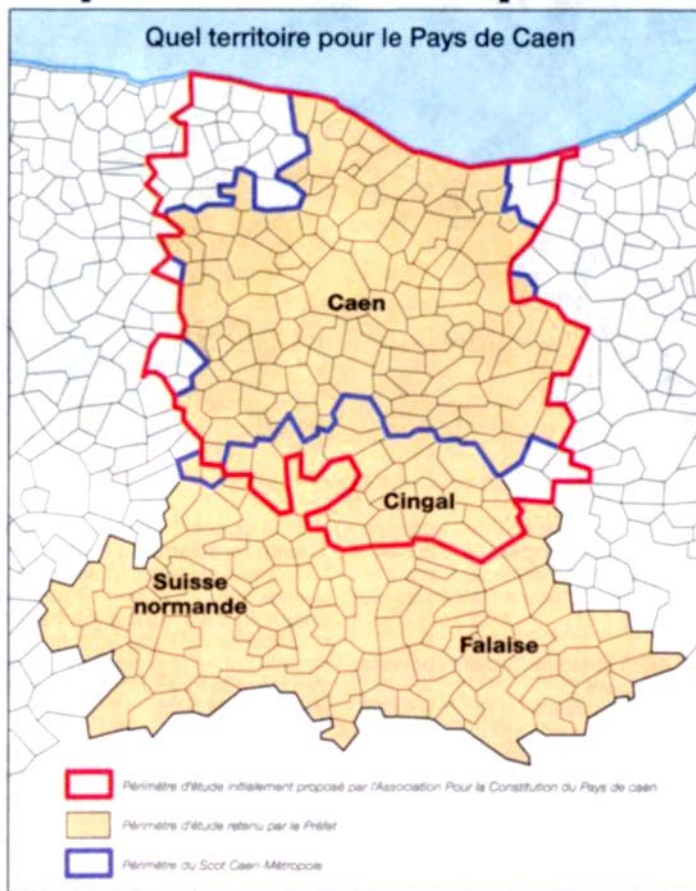 Quel territoire pour le Pays de Caen
Caen
Cingal
Suisse
normande
Falaise
Périmètre d'étude initialement proposé par l'Association Pour la Constitution du Pays de caen
Périmètre d'étude retenu par le Préfet
Périmètre du Scot Caen-Métropole